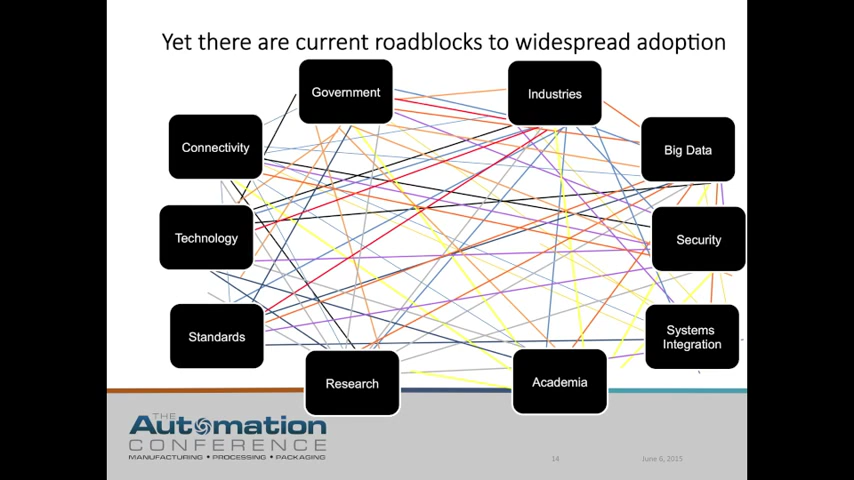 Yet there are current roadblocks to widespread adoption
Government
Industries
Connectivity
Big Data
Technology
Security
Standards
Systems
Integration
Research
Academia
THE
Automation
CONFERENCE
MANUFACTURING • PROCESSING • PACKAGING
14
June 6, 2015